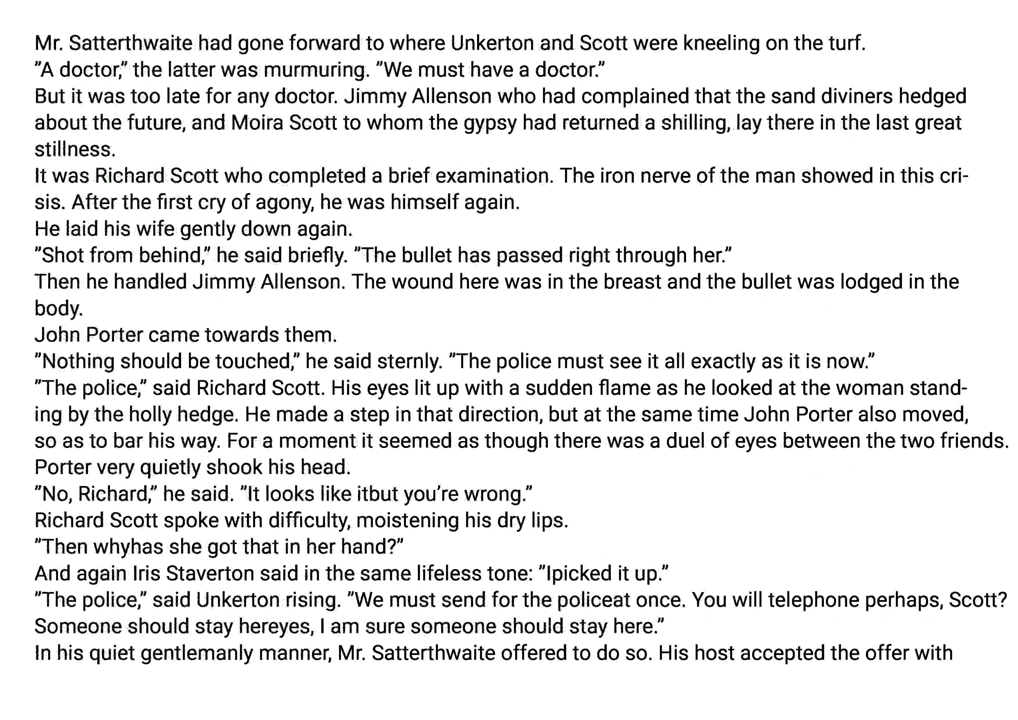 Mr. Satterthwaite had gone forward to where Unkerton and Scott were kneeling on the turf.
"A doctor," the latter was murmuring. "We must have a doctor."
But it was too late for any doctor. Jimmy Allenson who had complained that the sand diviners hedged
about the future, and Moira Scott to whom the gypsy had returned a shilling, lay there in the last great
stillness.
It was Richard Scott who completed a brief examination. The iron nerve of the man showed in this cri-
sis. After the first cry of agony, he was himself again.
He laid his wife gently down again.
"Shot from behind," he said briefly. "The bullet has passed right through her."
Then he handled Jimmy Allenson. The wound here was in the breast and the bullet was lodged in the
body.
John Porter came towards them.
"Nothing should be touched," he said sternly. "The police must see it all exactly as it is now."
"The police," said Richard Scott. His eyes lit up with a sudden flame as he looked at the woman stand-
ing by the holly hedge. He made a step in that direction, but at the same time John Porter also moved,
so as to bar his way. For a moment it seemed as though there was a duel of eyes between the two friends.
Porter very quietly shook his head.
"No, Richard," he said. "It looks like itbut you're wrong."
Richard Scott spoke with difficulty, moistening his dry lips.
"Then whyhas she got that in her hand?"
And again Iris Staverton said in the same lifeless tone: "Ipicked it up."
"The police," said Unkerton rising. "We must send for the policeat once. You will telephone perhaps, Scott?
Someone should stay hereyes, I am sure someone should stay here."
In his quiet gentlemanly manner, Mr. Satterthwaite offered to do so. His host accepted the offer with